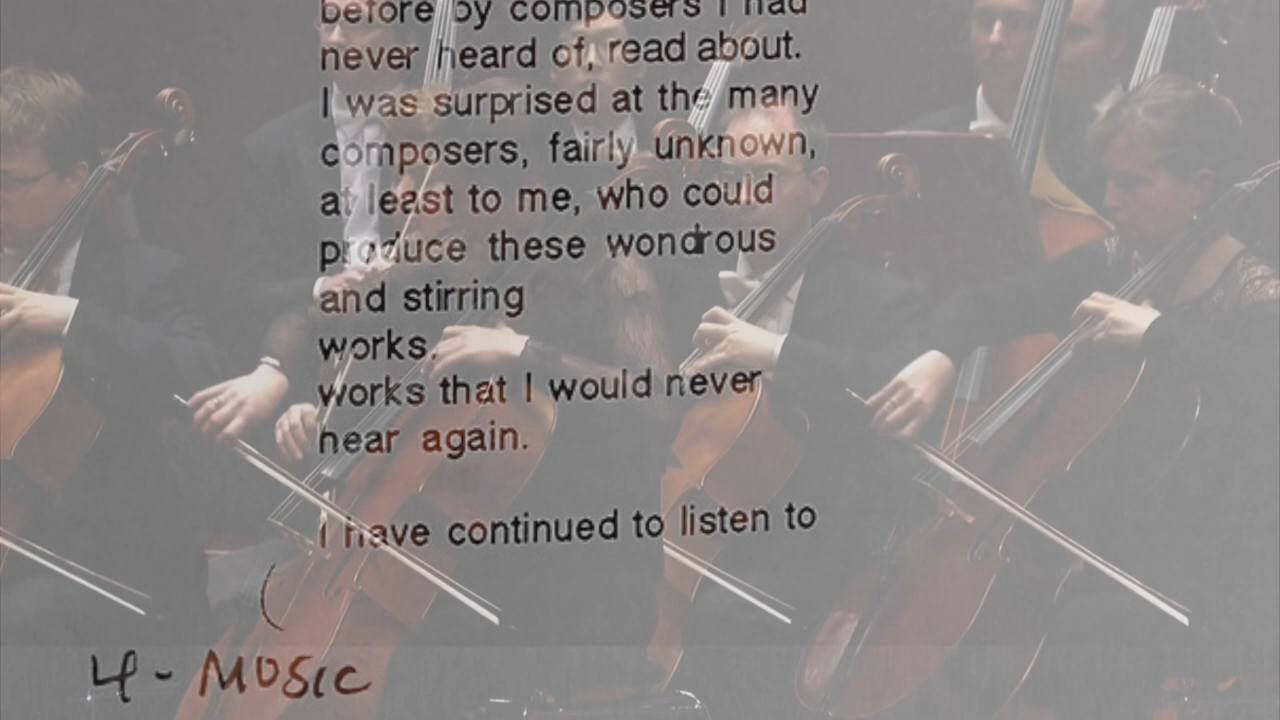 before by composers I had
never heard of, read about.
I was surprised at the many
composers, fairly unknown,
at least to me, who could
produce these wondrous
and stirring
works.
works that I would never
hear again.
I have continued to listen to
(
4 - MUSIC